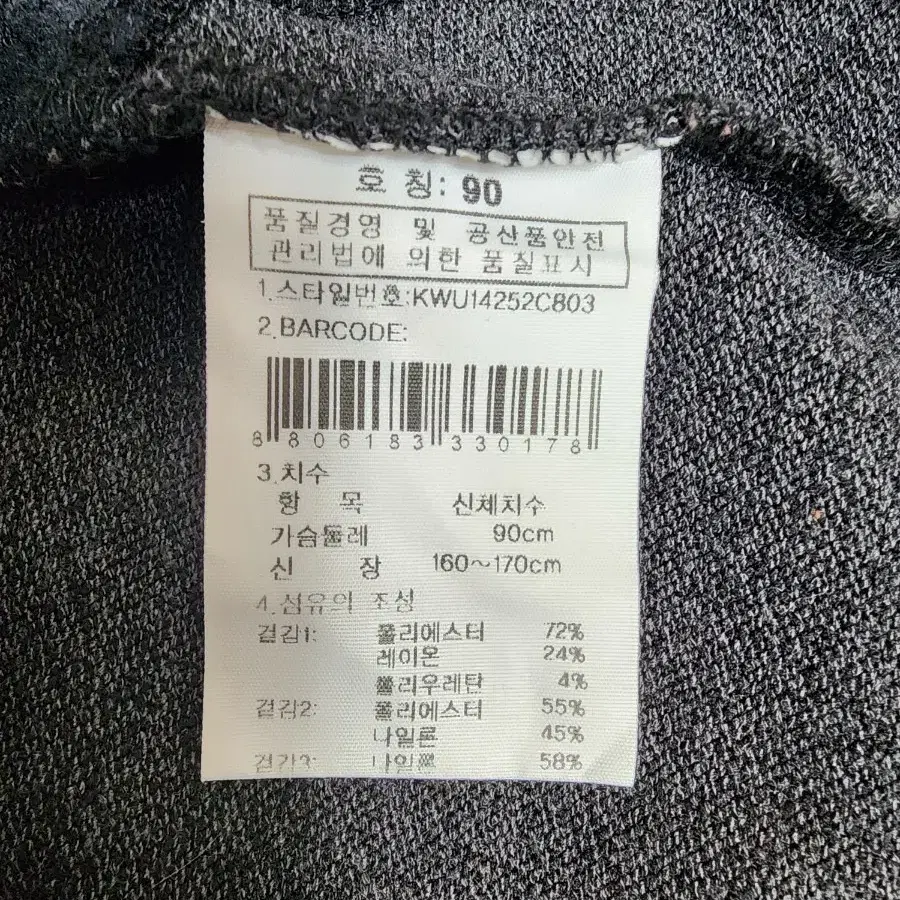 호 칭: 90
품질경영 및 공산품안전
관리법에 의한 품질표시
1.스타일번호:KWU14252C803
2.BARCODE:
8 806183 330178
3.치수
항 목 신체치수
가슴둘레 90cm
신 장 160~170cm
4.섬유의 조성
겉감1: 폴리에스터 72%
레이온 24%
폴리우레탄 4%
겉감2: 폴리에스터 55%
나일론 45%
겉감3: 나일론 58%